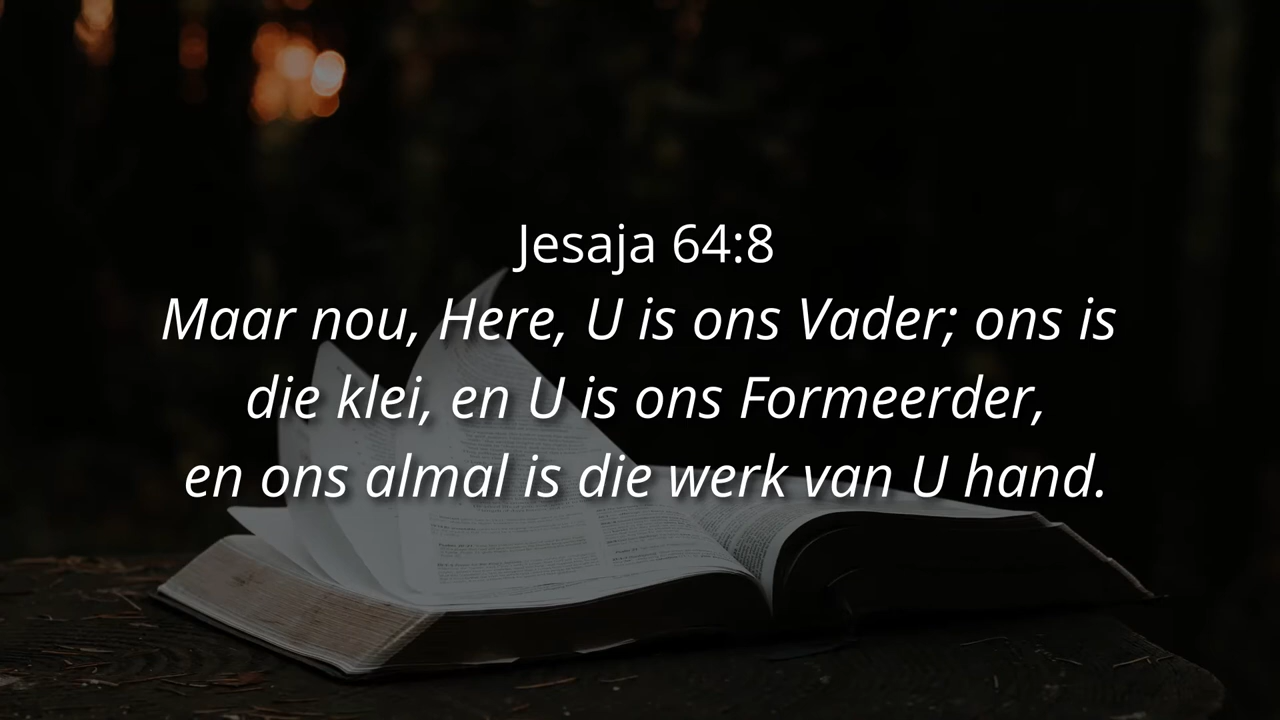 Jesaja 64:8
Maar nou, Here, U is ons Vader; ons is
die klei, en U is ons Formeerder,
en ons almal is die werk van U hand.